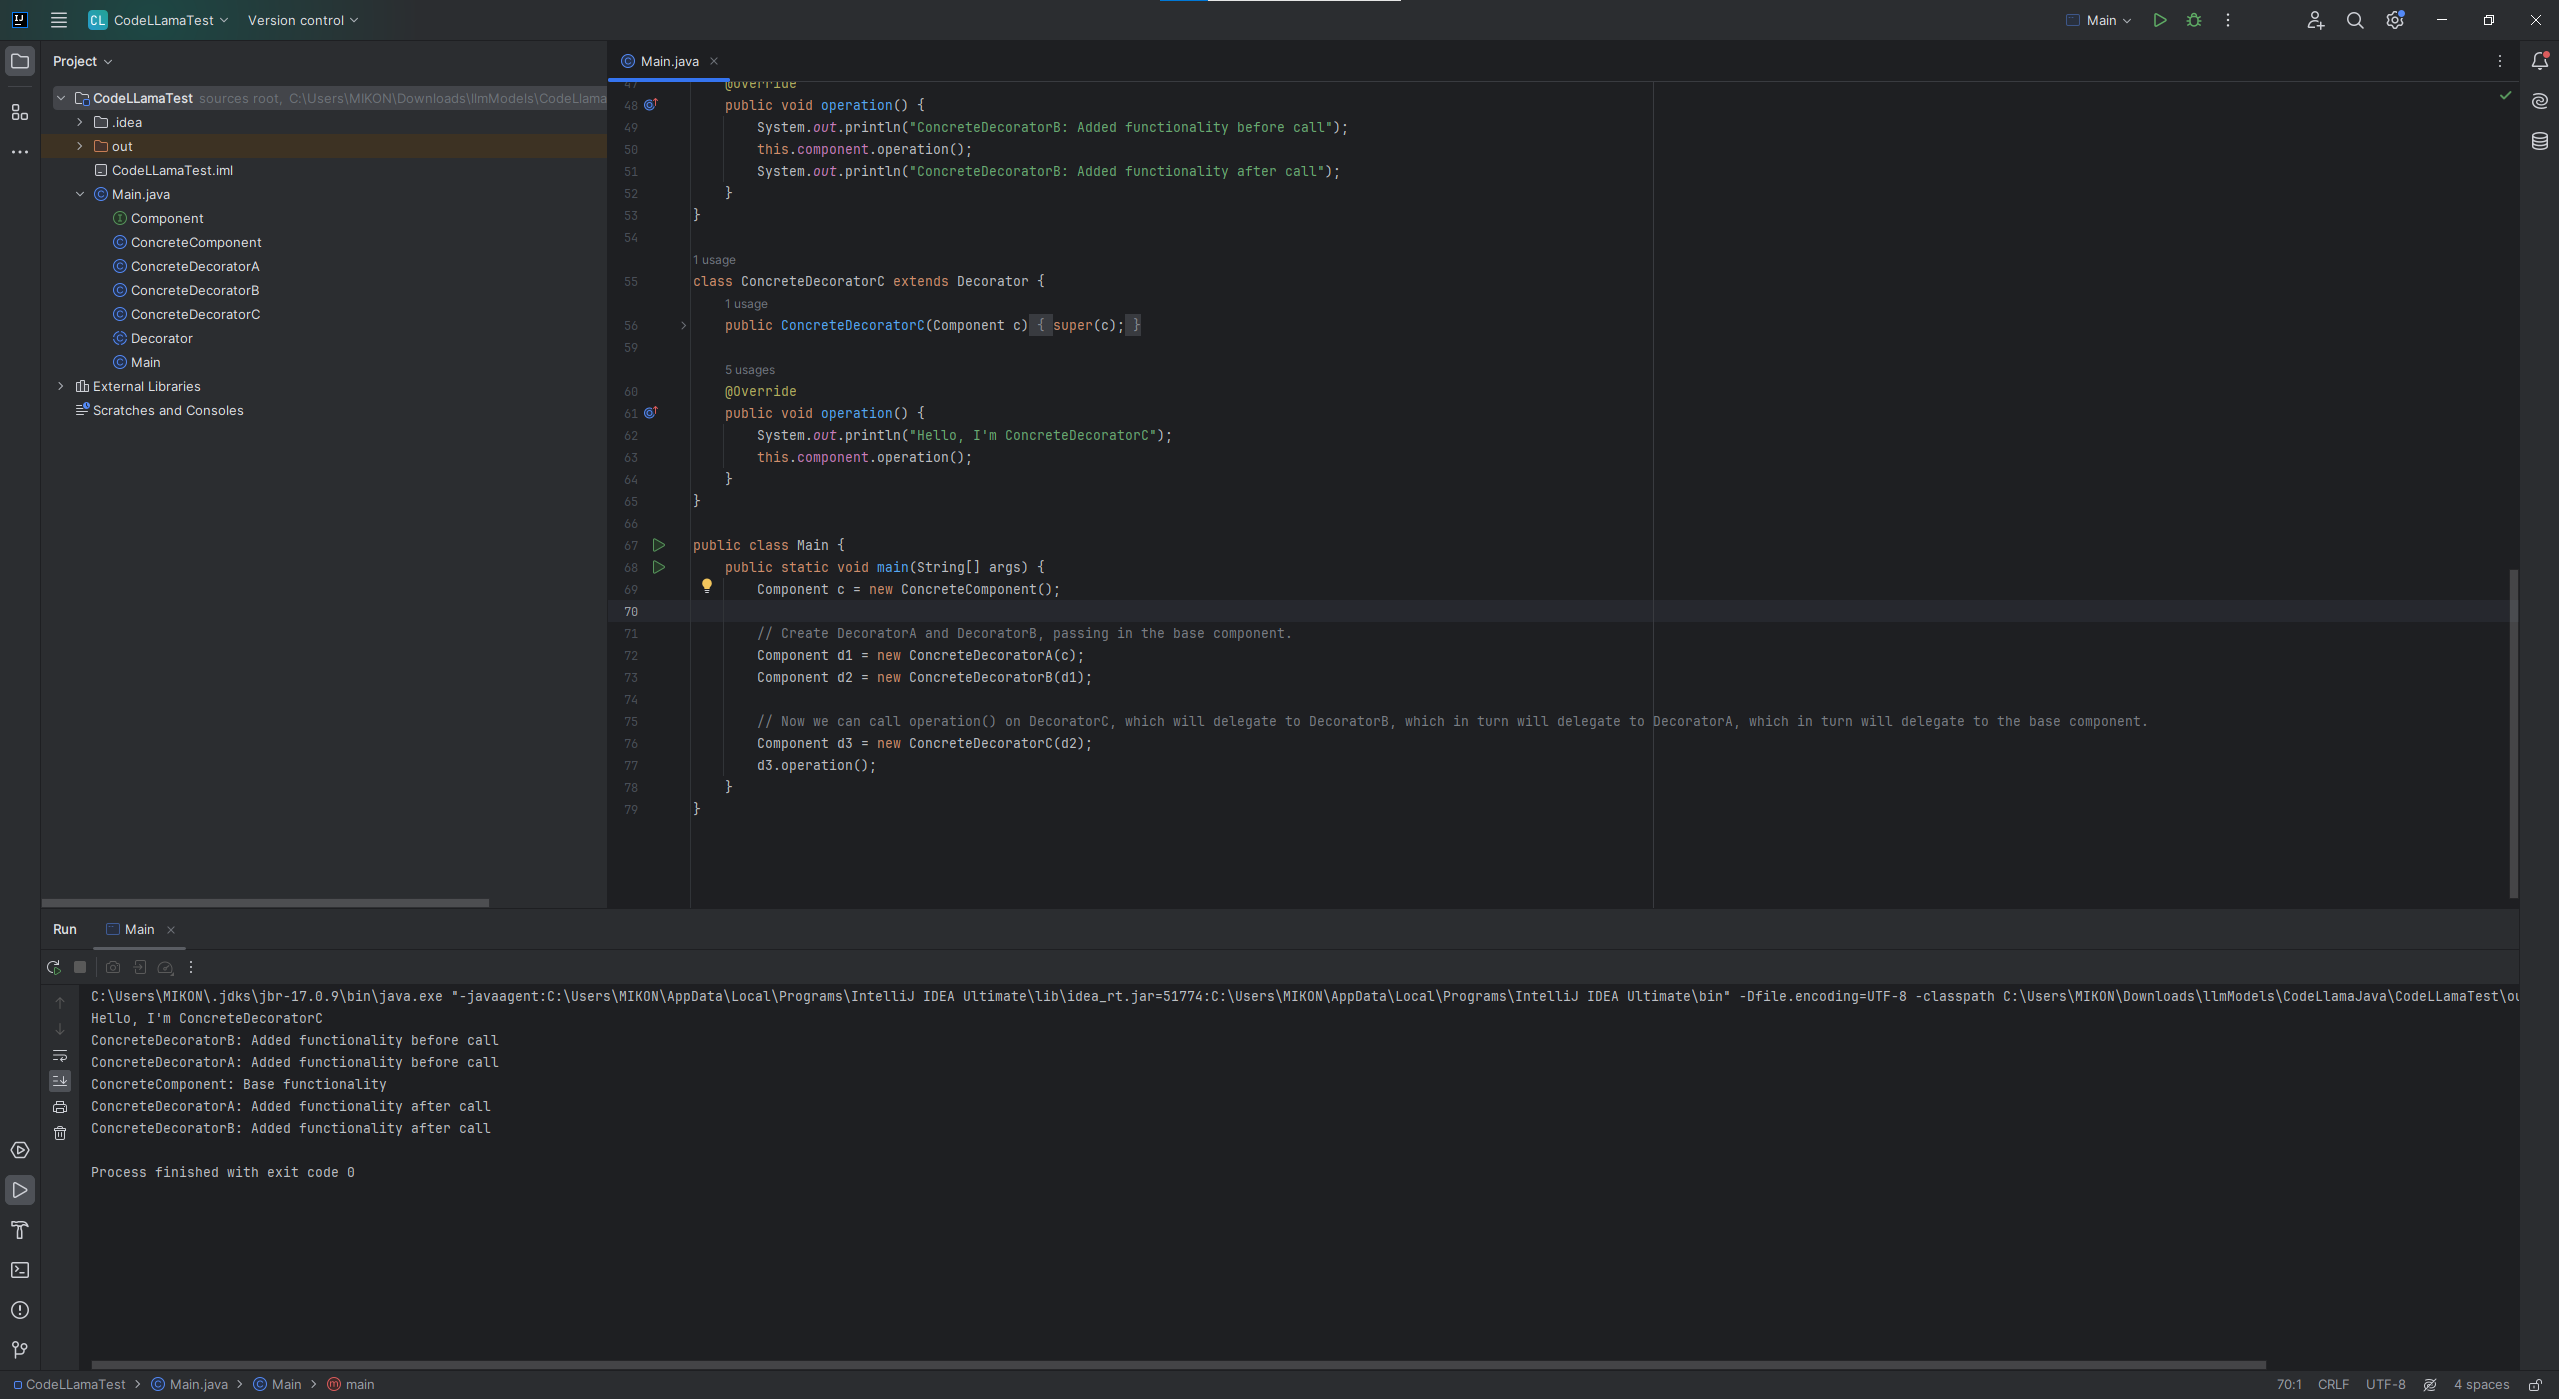 CL CodeLLamaTest Version control Main
Project
Main.java
CodeLLamaTest sources root, C:\Users\MIKON\Downloads\llmModels\CodeLlama
.idea
out
CodeLLamaTest.iml
Main.java
Component
ConcreteComponent
ConcreteDecoratorA
ConcreteDecoratorB
ConcreteDecoratorC
Decorator
Main
External Libraries
Scratches and Consoles
47 @Override
48 public void operation() {
49 System.out.println("ConcreteDecoratorB: Added functionality before call");
50 this.component.operation();
51 System.out.println("ConcreteDecoratorB: Added functionality after call");
52 }
53 }
54
1 usage
55 class ConcreteDecoratorC extends Decorator {
1 usage
56 public ConcreteDecoratorC(Component c) { super(c); }
59
5 usages
60 @Override
61 public void operation() {
62 System.out.println("Hello, I'm ConcreteDecoratorC");
63 this.component.operation();
64 }
65 }
66
67 public class Main {
68 public static void main(String[] args) {
69 Component c = new ConcreteComponent();
70
71 // Create DecoratorA and DecoratorB, passing in the base component.
72 Component d1 = new ConcreteDecoratorA(c);
73 Component d2 = new ConcreteDecoratorB(d1);
74
75 // Now we can call operation() on DecoratorC, which will delegate to DecoratorB, which in turn will delegate to DecoratorA, which in turn will delegate to the base component.
76 Component d3 = new ConcreteDecoratorC(d2);
77 d3.operation();
78 }
79 }
Run Main
C:\Users\MIKON\.jdks\jbr-17.0.9\bin\java.exe "-javaagent:C:\Users\MIKON\AppData\Local\Programs\IntelliJ IDEA Ultimate\lib\idea_rt.jar=51774:C:\Users\MIKON\AppData\Local\Programs\IntelliJ IDEA Ultimate\bin" -Dfile.encoding=UTF-8 -classpath C:\Users\MIKON\Downloads\llmModels\CodeLlamaJava\CodeLLamaTest\ou
Hello, I'm ConcreteDecoratorC
ConcreteDecoratorB: Added functionality before call
ConcreteDecoratorA: Added functionality before call
ConcreteComponent: Base functionality
ConcreteDecoratorA: Added functionality after call
ConcreteDecoratorB: Added functionality after call
Process finished with exit code 0
CodeLLamaTest > Main.java > Main > main 70:1 CRLF UTF-8 4 spaces